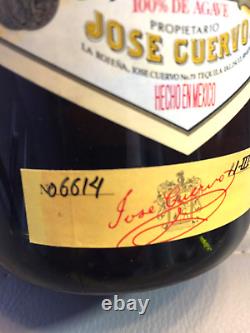 100% DE AGAVE
PROPIETARIO
JOSE CUERVO
LA ROJEÑA, JOSE CUERVO No. 73 TEQUILA JAL.
HECHO EN MEXICO
No 6614
Jose Cuervo